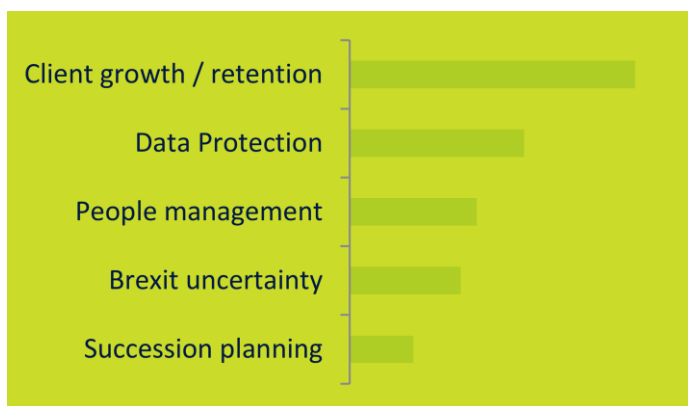 Client growth / retention
Data Protection
People management
Brexit uncertainty
Succession planning